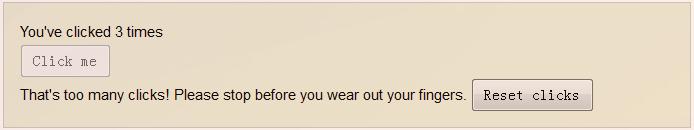 You've clicked 3 times
Click me
That's too many clicks! Please stop before you wear out your fingers. Reset clicks